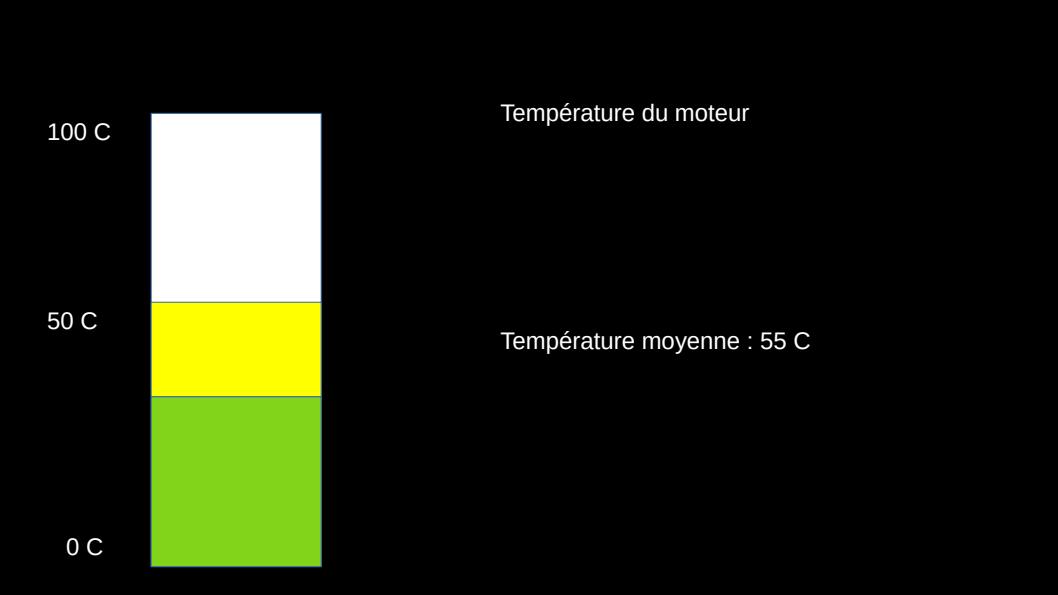 Température du moteur
100 C
50 C
Température moyenne : 55 C
0 C